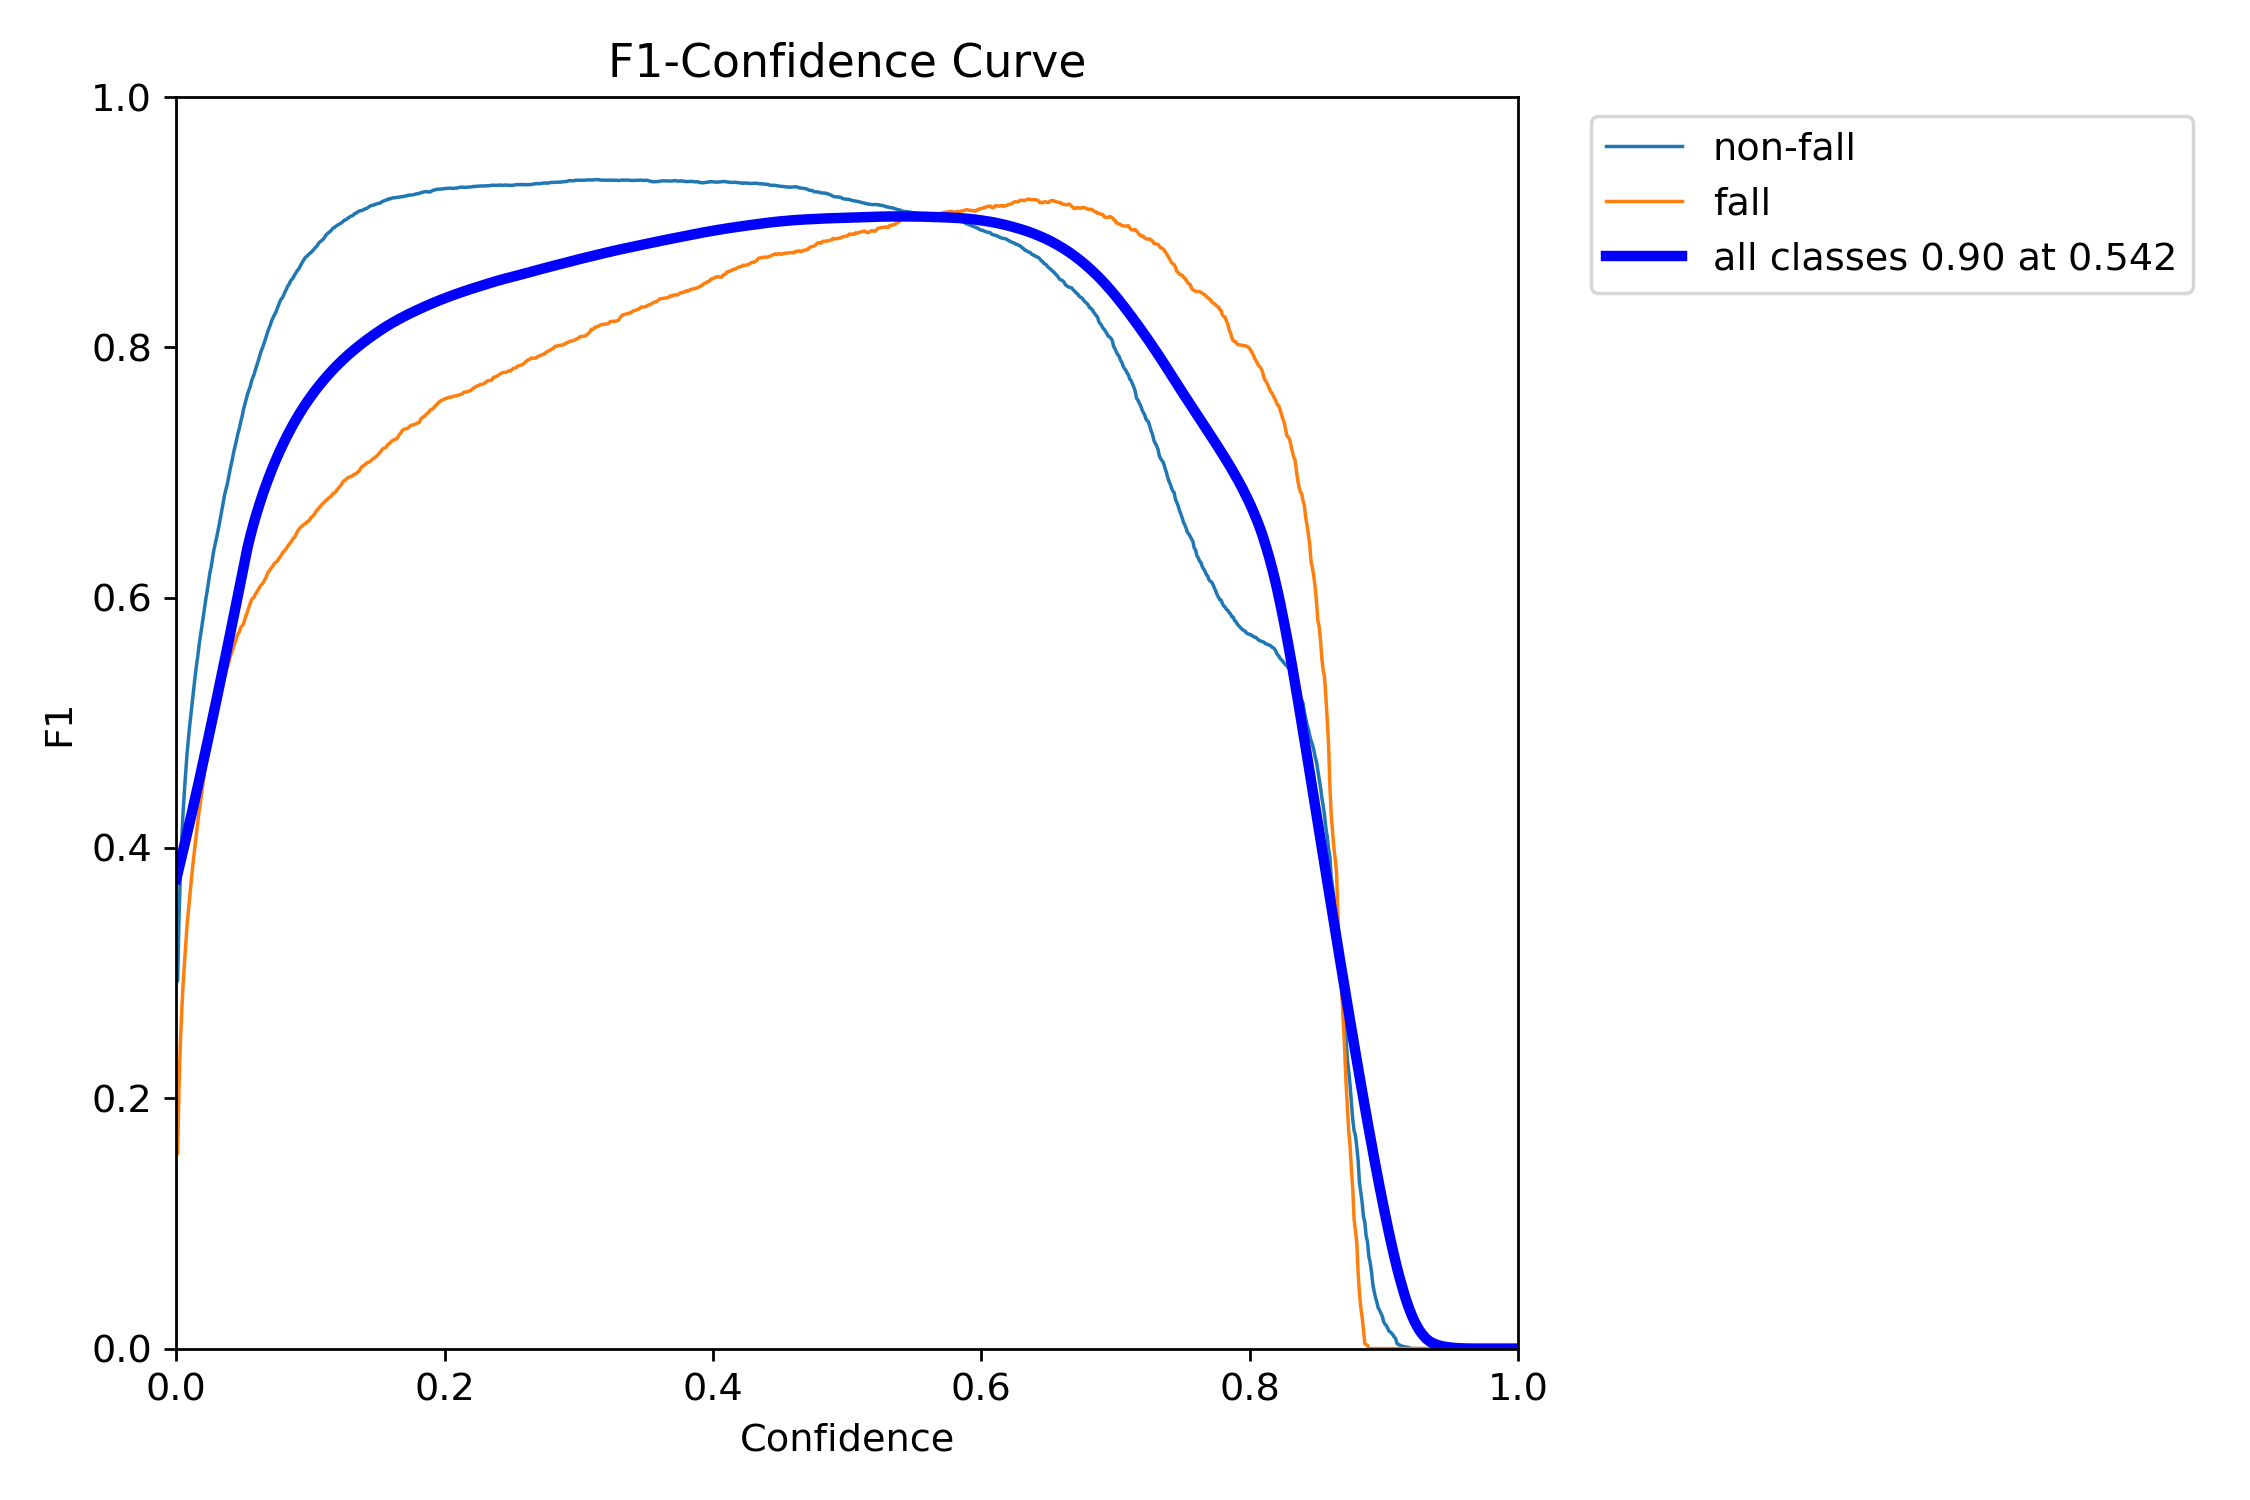 F1-Confidence Curve
1.0
0.8
0.6
0.4
0.2
0.0
F1
0.0 0.2 0.4 0.6 0.8 1.0
Confidence
non-fall
fall
all classes 0.90 at 0.542